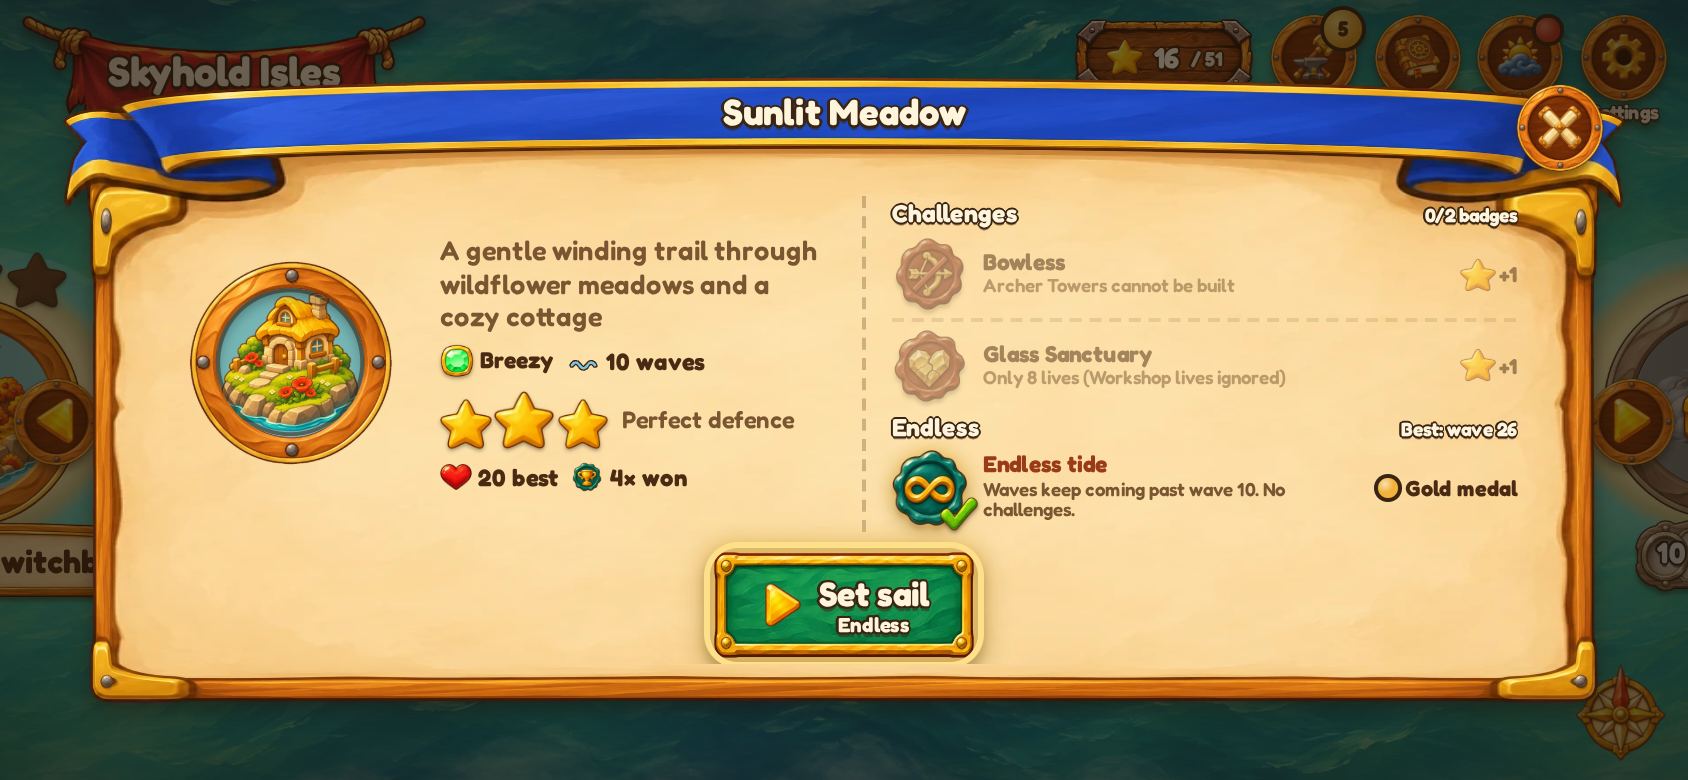 Skyhold Isles
16 / 51
5
Sunlit Meadow
A gentle winding trail through
wildflower meadows and a
cozy cottage
Breezy
10 waves
Perfect defence
20 best
4x won
Challenges
0/2 badges
Bowless
Archer Towers cannot be built
+1
Glass Sanctuary
Only 8 lives (Workshop lives ignored)
+1
Endless
Best: wave 26
Endless tide
Waves keep coming past wave 10. No
challenges.
Gold medal
Set sail
Endless
10